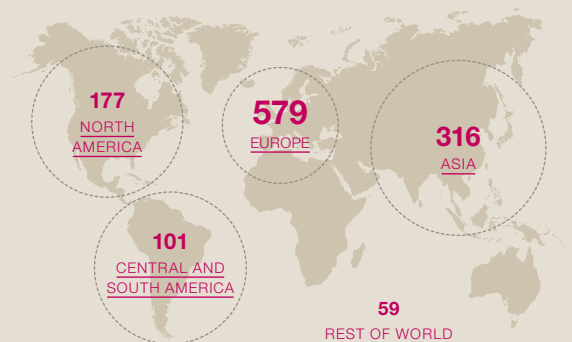 177
NORTH
AMERICA
579
EUROPE
316
ASIA
101
CENTRAL AND
SOUTH AMERICA
59
REST OF WORLD